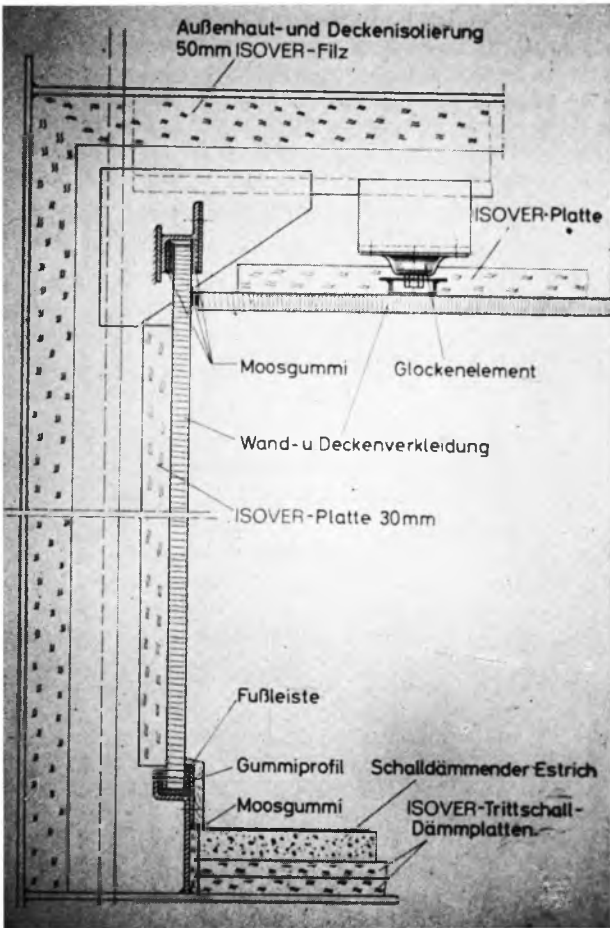 Außenhaut- und Deckenisolierung
50mm ISOVER-Filz
ISOVER-Platte
Moosgummi
Glockenelement
Wand- u Deckenverkleidung
ISOVER-Platte 30mm
Fußleiste
Gummiprofil
Schalldämmender Estrich
Moosgummi
ISOVER-Trittschall-
Dämmplatten